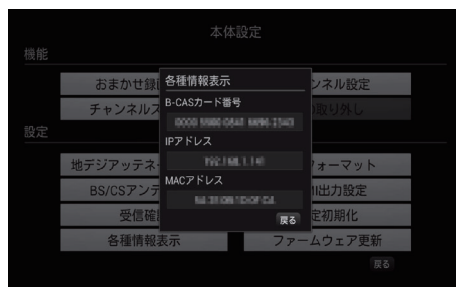 本体設定
機能
おまかせ録
ンネル設定
チャンネルス
取り外し
設定
地デジアッテネ
ォーマット
BS/CSアンテ
MI出力設定
受信確
定初期化
各種情報表示
ファームウェア更新
戻る
各種情報表示
B-CASカード番号
IPアドレス
MACアドレス
戻る